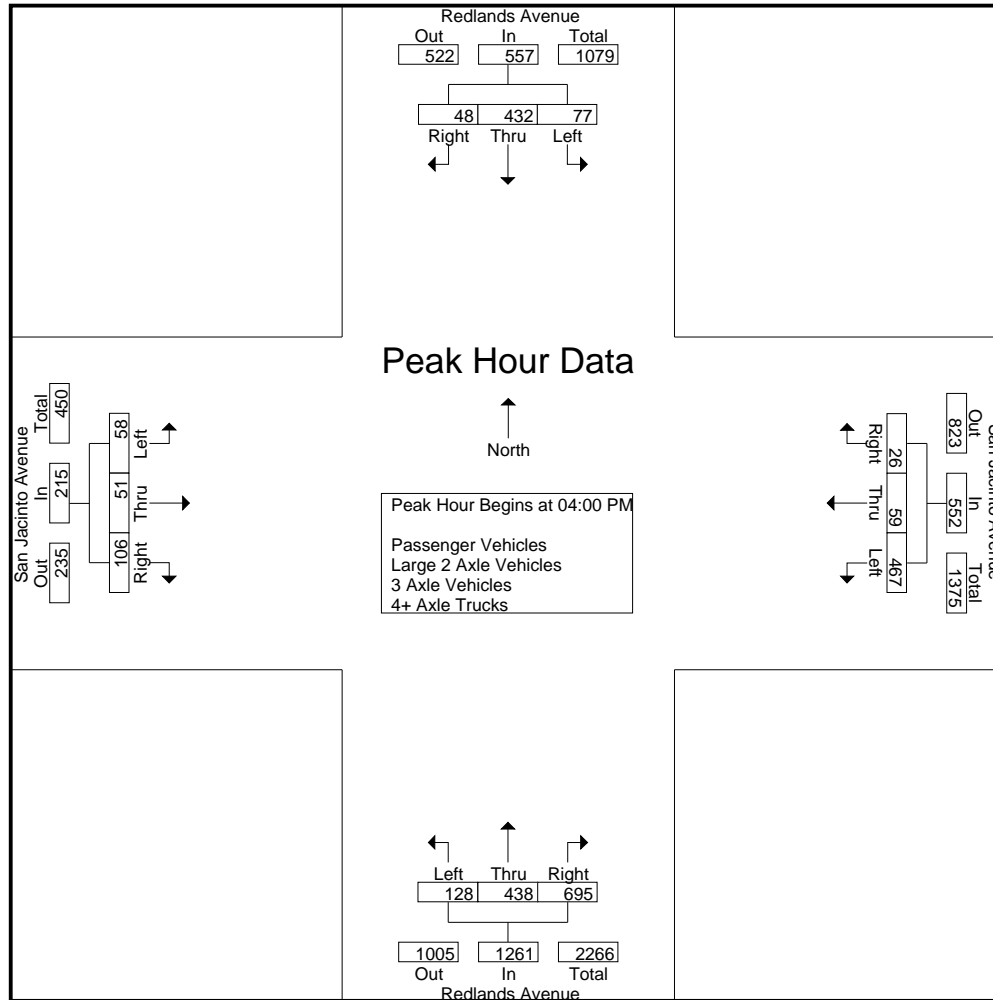 Redlands Avenue
Out In Total
522 557 1079
48 432 77
Right Thru Left
Peak Hour Data
North
Peak Hour Begins at 04:00 PM
Passenger Vehicles
Large 2 Axle Vehicles
3 Axle Vehicles
4+ Axle Trucks
San Jacinto Avenue
Out In Total
235 215 450
58 51 106
Left Thru Right
Right Thru Left
26 59 467
823 552 1375
Out In Total
San Jacinto Avenue
Left Thru Right
128 438 695
1005 1261 2266
Out In Total
Redlands Avenue